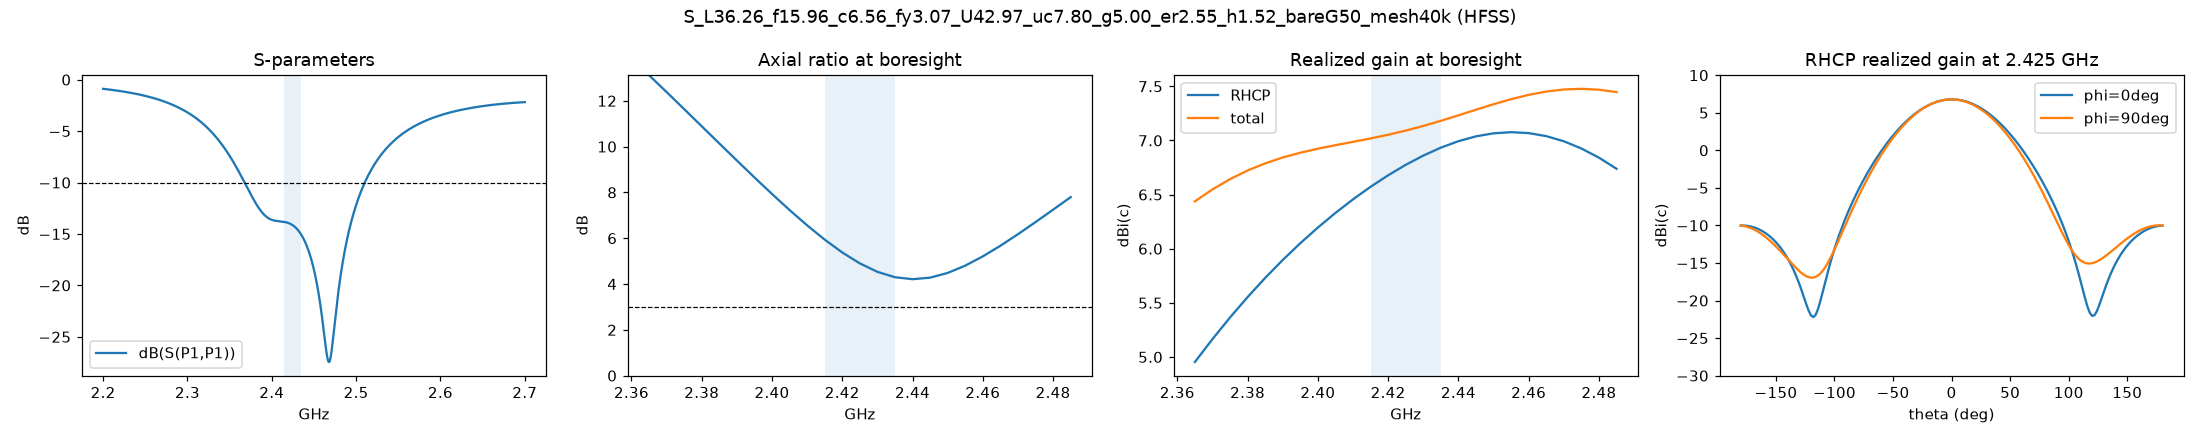 S_L36.26_f15.96_c6.56_fy3.07_U42.97_uc7.80_g5.00_er2.55_h1.52_bareG50_mesh40k (HFSS)
S-parameters
0
−5
−10
−15
−20
−25
dB
dB(S(P1,P1))
2.2 2.3 2.4 2.5 2.6 2.7
GHz
Axial ratio at boresight
12
10
8
6
4
2
0
dB
2.36 2.38 2.40 2.42 2.44 2.46 2.48
GHz
Realized gain at boresight
RHCP
total
7.5
7.0
6.5
6.0
5.5
5.0
dBi(c)
2.36 2.38 2.40 2.42 2.44 2.46 2.48
GHz
RHCP realized gain at 2.425 GHz
phi=0deg
phi=90deg
10
5
0
−5
−10
−15
−20
−25
−30
dBi(c)
−150 −100 −50 0 50 100 150
theta (deg)